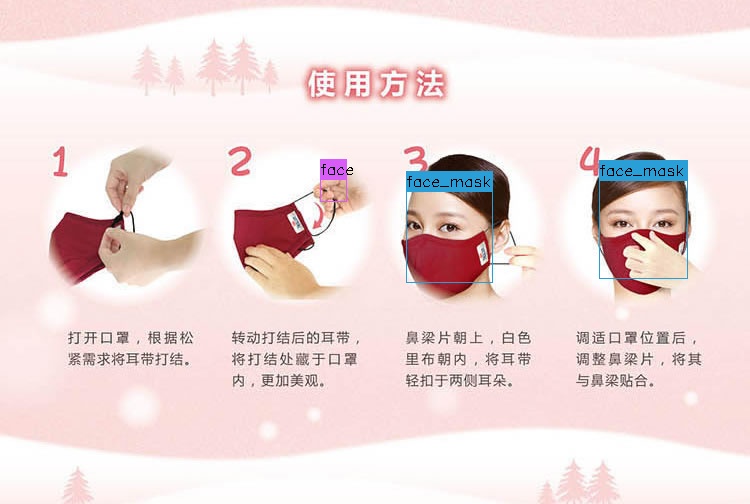 使用方法
1
2
3
4
face
face_mask
face_mask
打开口罩，根据松
紧需求将耳带打结。
转动打结后的耳带，
将打结处藏于口罩
内，更加美观。
鼻梁片朝上，白色
里布朝内，将耳带
轻扣于两侧耳朵。
调适口罩位置后，
调整鼻梁片，将其
与鼻梁贴合。